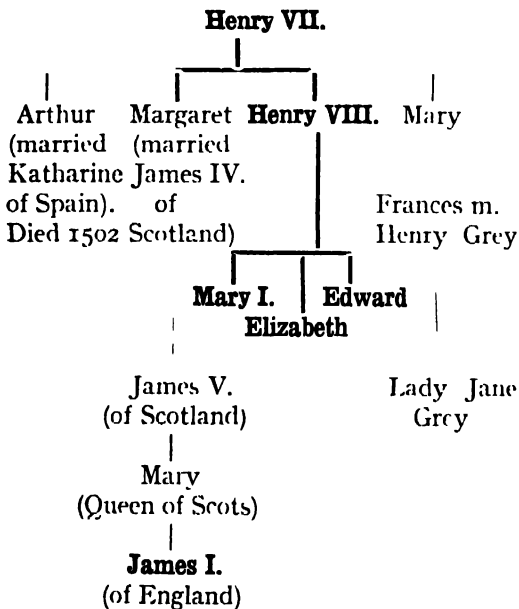 Henry VII.
Arthur Margaret Henry VIII. Mary
(married (married
Katharine James IV.
of Spain). of Frances m.
Died 1502 Scotland) Henry Grey
Mary I. Edward
Elizabeth
James V. Lady Jane
(of Scotland) Grey
Mary
(Queen of Scots)
James I.
(of England)